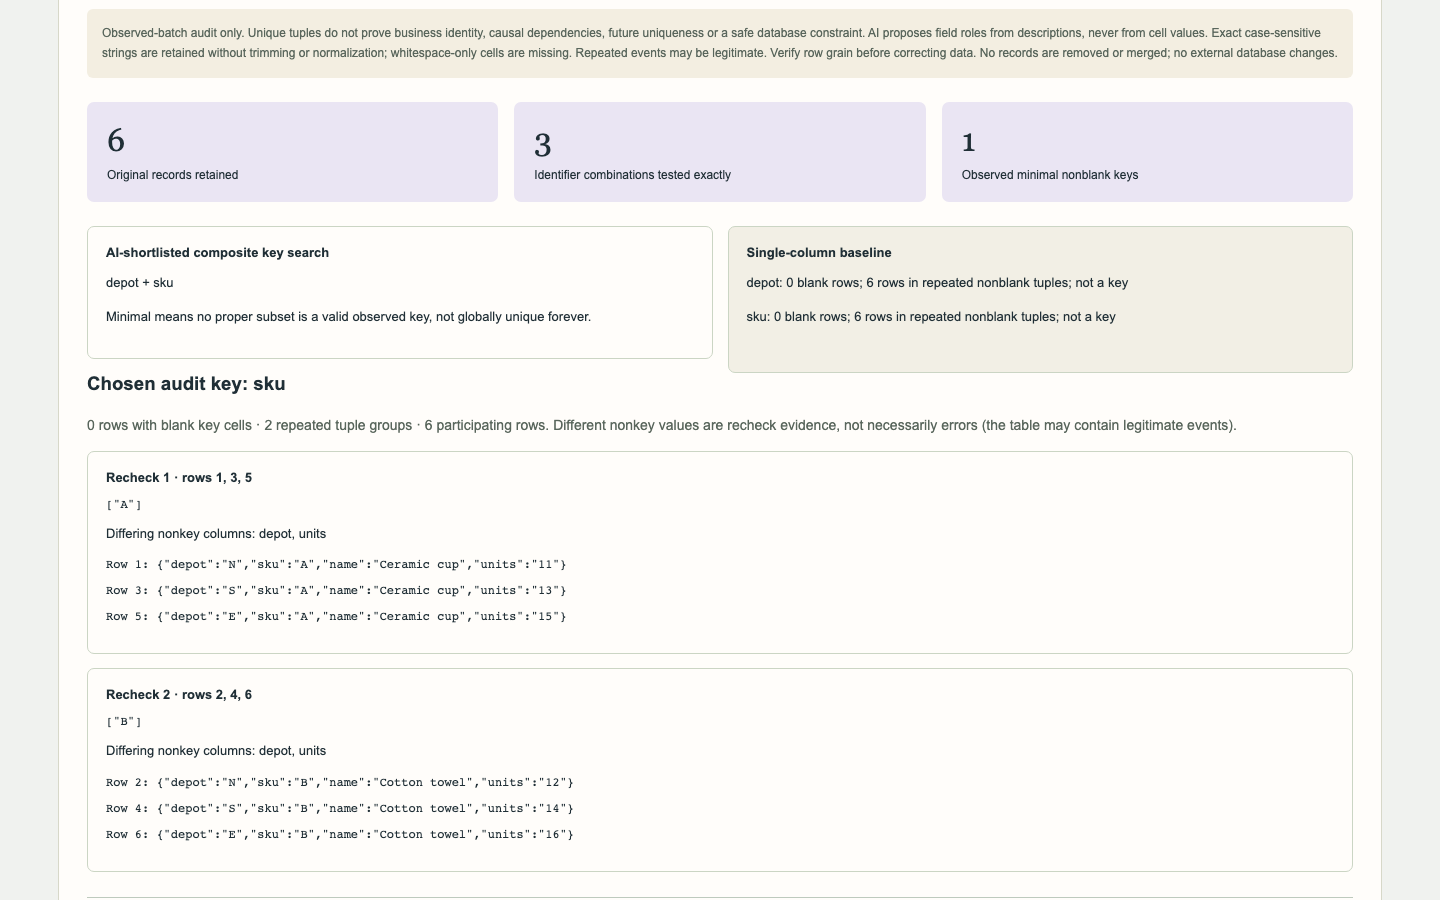 Observed-batch audit only. Unique tuples do not prove business identity, causal dependencies, future uniqueness or a safe database constraint. AI proposes field roles from descriptions, never from cell values. Exact case-sensitive
strings are retained without trimming or normalization; whitespace-only cells are missing. Repeated events may be legitimate. Verify row grain before correcting data. No records are removed or merged; no external database changes.
6
Original records retained
3
Identifier combinations tested exactly
1
Observed minimal nonblank keys
AI-shortlisted composite key search
depot + sku
Minimal means no proper subset is a valid observed key, not globally unique forever.
Single-column baseline
depot: 0 blank rows; 6 rows in repeated nonblank tuples; not a key
sku: 0 blank rows; 6 rows in repeated nonblank tuples; not a key
Chosen audit key: sku
0 rows with blank key cells · 2 repeated tuple groups · 6 participating rows. Different nonkey values are recheck evidence, not necessarily errors (the table may contain legitimate events).
Recheck 1 · rows 1, 3, 5
["A"]
Differing nonkey columns: depot, units
Row 1: {"depot":"N","sku":"A","name":"Ceramic cup","units":"11"}
Row 3: {"depot":"S","sku":"A","name":"Ceramic cup","units":"13"}
Row 5: {"depot":"E","sku":"A","name":"Ceramic cup","units":"15"}
Recheck 2 · rows 2, 4, 6
["B"]
Differing nonkey columns: depot, units
Row 2: {"depot":"N","sku":"B","name":"Cotton towel","units":"12"}
Row 4: {"depot":"S","sku":"B","name":"Cotton towel","units":"14"}
Row 6: {"depot":"E","sku":"B","name":"Cotton towel","units":"16"}